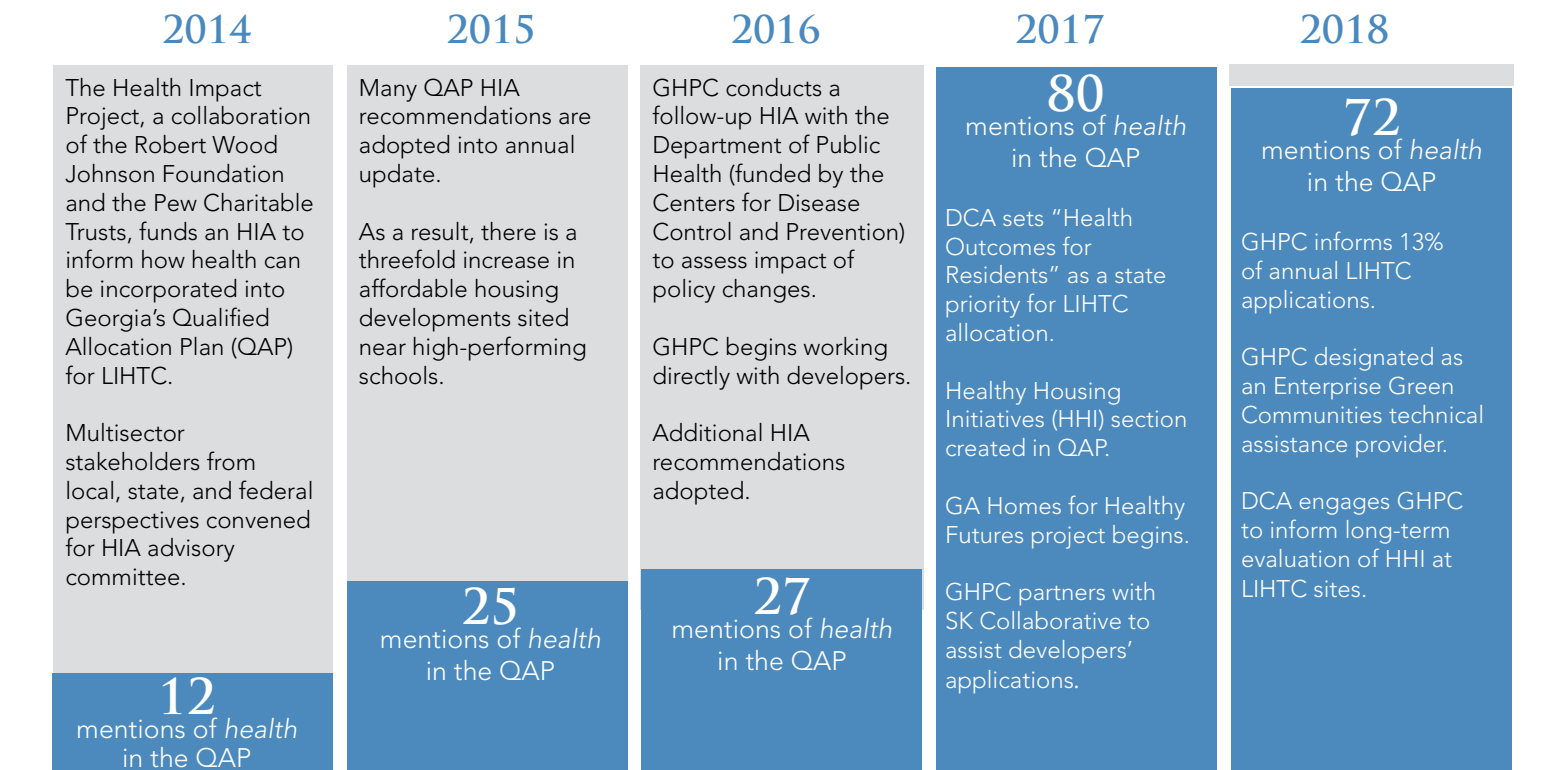 2014
The Health Impact
Project, a collaboration
of the Robert Wood
Johnson Foundation
and the Pew Charitable
Trusts, funds an HIA to
inform how health can
be incorporated into
Georgia's Qualified
Allocation Plan (QAP)
for LIHTC.
Multisector
stakeholders from
local, state, and federal
perspectives convened
for HIA advisory
committee.
12
mentions of health
in the QAP
2015
Many QAP HIA
recommendations are
adopted into annual
update.
As a result, there is a
threefold increase in
affordable housing
developments sited
near high-performing
schools.
25
mentions of health
in the QAP
2016
GHPC conducts a
follow-up HIA with the
Department of Public
Health (funded by the
Centers for Disease
Control and Prevention)
to assess impact of
policy changes.
GHPC begins working
directly with developers.
Additional HIA
recommendations
adopted.
27
mentions of health
in the QAP
2017
80
mentions of health
in the QAP
DCA sets "Health
Outcomes for
Residents" as a state
priority for LIHTC
allocation.
Healthy Housing
Initiatives (HHI) section
created in QAP.
GA Homes for Healthy
Futures project begins.
GHPC partners with
SK Collaborative to
assist developers'
applications.
2018
72
mentions of health
in the QAP
GHPC informs 13%
of annual LIHTC
applications.
GHPC designated as
an Enterprise Green
Communities technical
assistance provider.
DCA engages GHPC
to inform long-term
evaluation of HHI at
LIHTC sites.